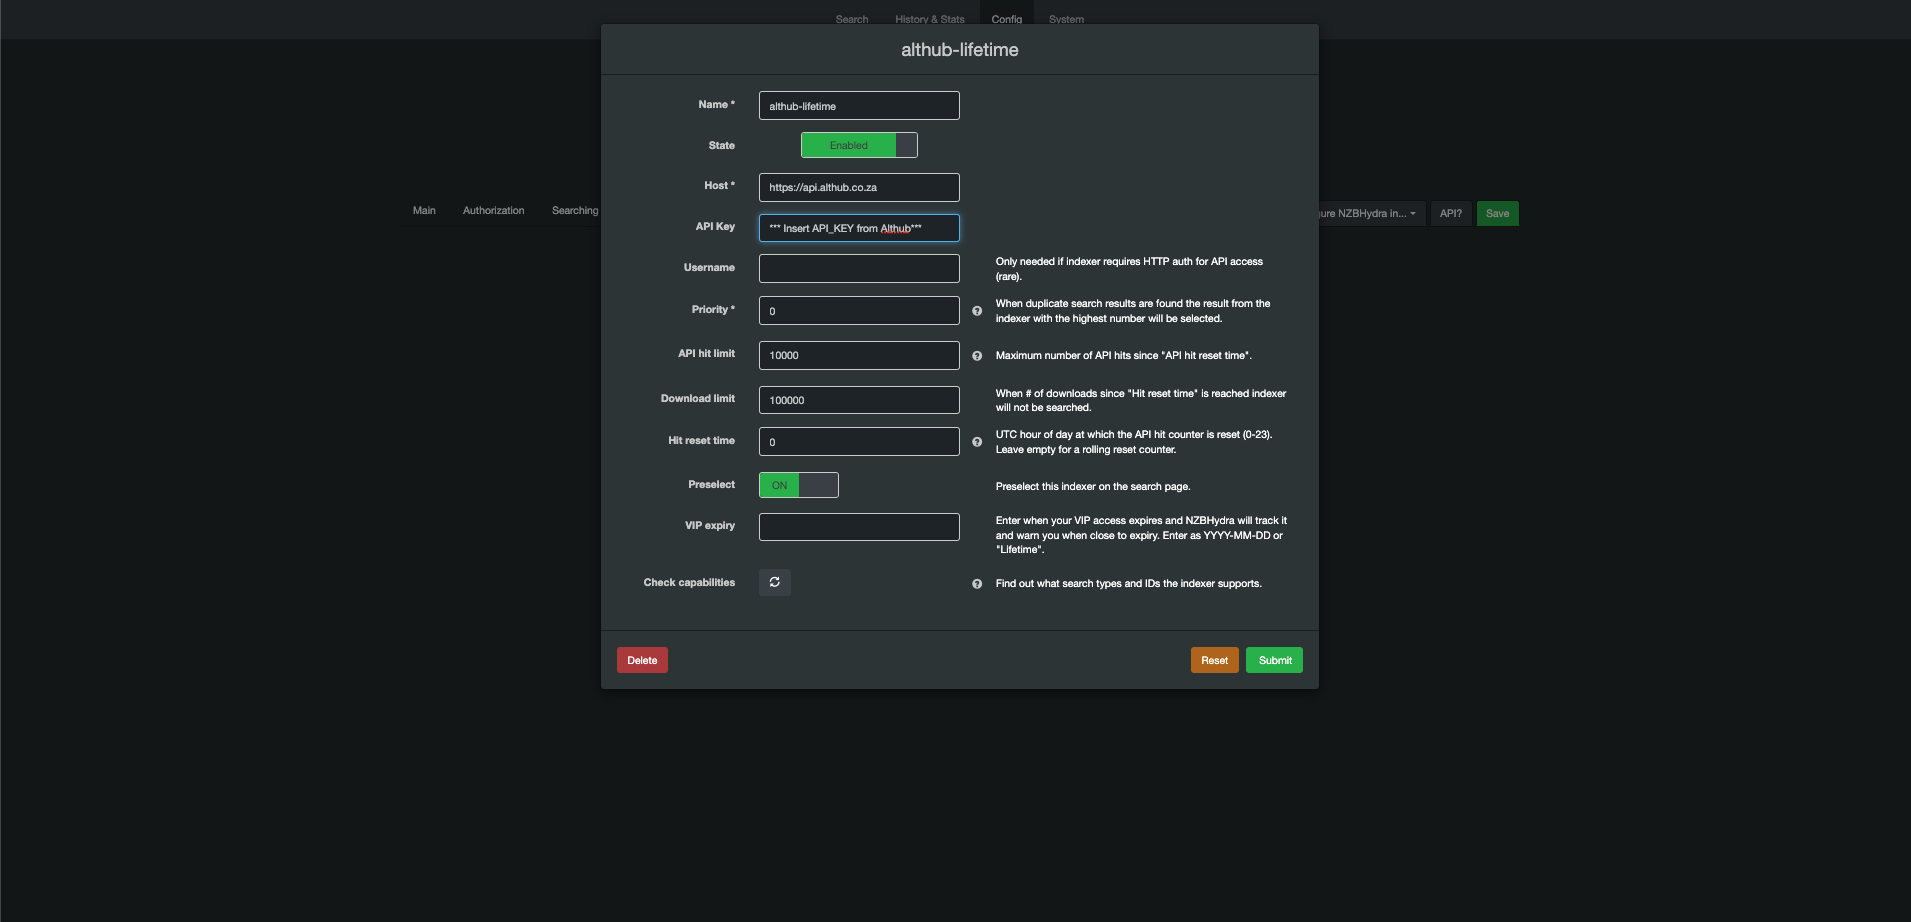 Search History & Stats Config System
althub-lifetime
Name * althub-lifetime
State Enabled
Host * https://api.althub.co.za
Main Authorization Searching
ure NZBHydra in... API? Save
API Key *** Insert API_KEY from Althub***
Username
Only needed if indexer requires HTTP auth for API access
(rare).
Priority * 0
When duplicate search results are found the result from the
indexer with the highest number will be selected.
API hit limit 10000 Maximum number of API hits since "API hit reset time".
Download limit 100000
When # of downloads since "Hit reset time" is reached indexer
will not be searched.
Hit reset time 0
UTC hour of day at which the API hit counter is reset (0-23).
Leave empty for a rolling reset counter.
Preselect ON Preselect this indexer on the search page.
VIP expiry
Enter when your VIP access expires and NZBHydra will track it
and warn you when close to expiry. Enter as YYYY-MM-DD or
"Lifetime".
Check capabilities Find out what search types and IDs the indexer supports.
Delete Reset Submit